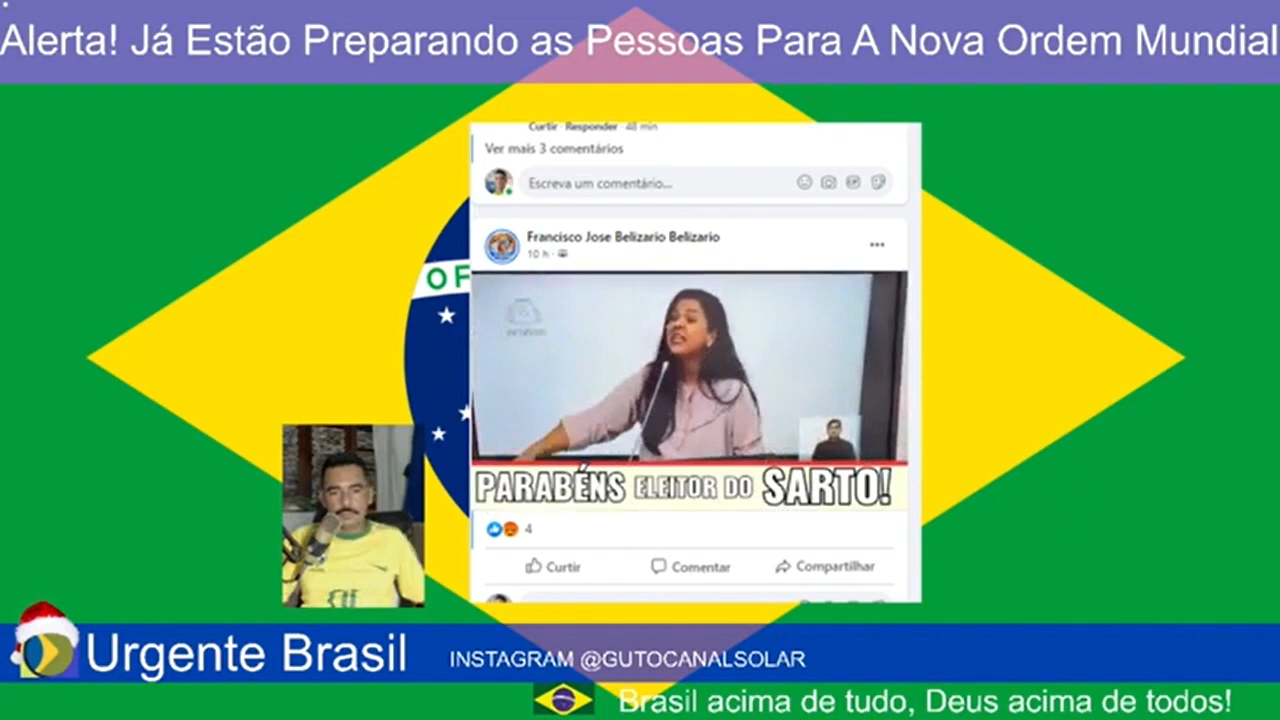 Alerta! Já Estão Preparando as Pessoas Para A Nova Ordem Mundial
Curtir · Responder · 48 min
Ver mais 3 comentários
Escreva um comentário...
Francisco Jose Belizario Belizario
10 h
OF
PARABÉNS ELEITOR DO SARTO!
4
Curtir
Comentar
Compartilhar
Urgente Brasil
INSTAGRAM @GUTOCANALSOLAR
Brasil acima de tudo, Deus acima de todos!